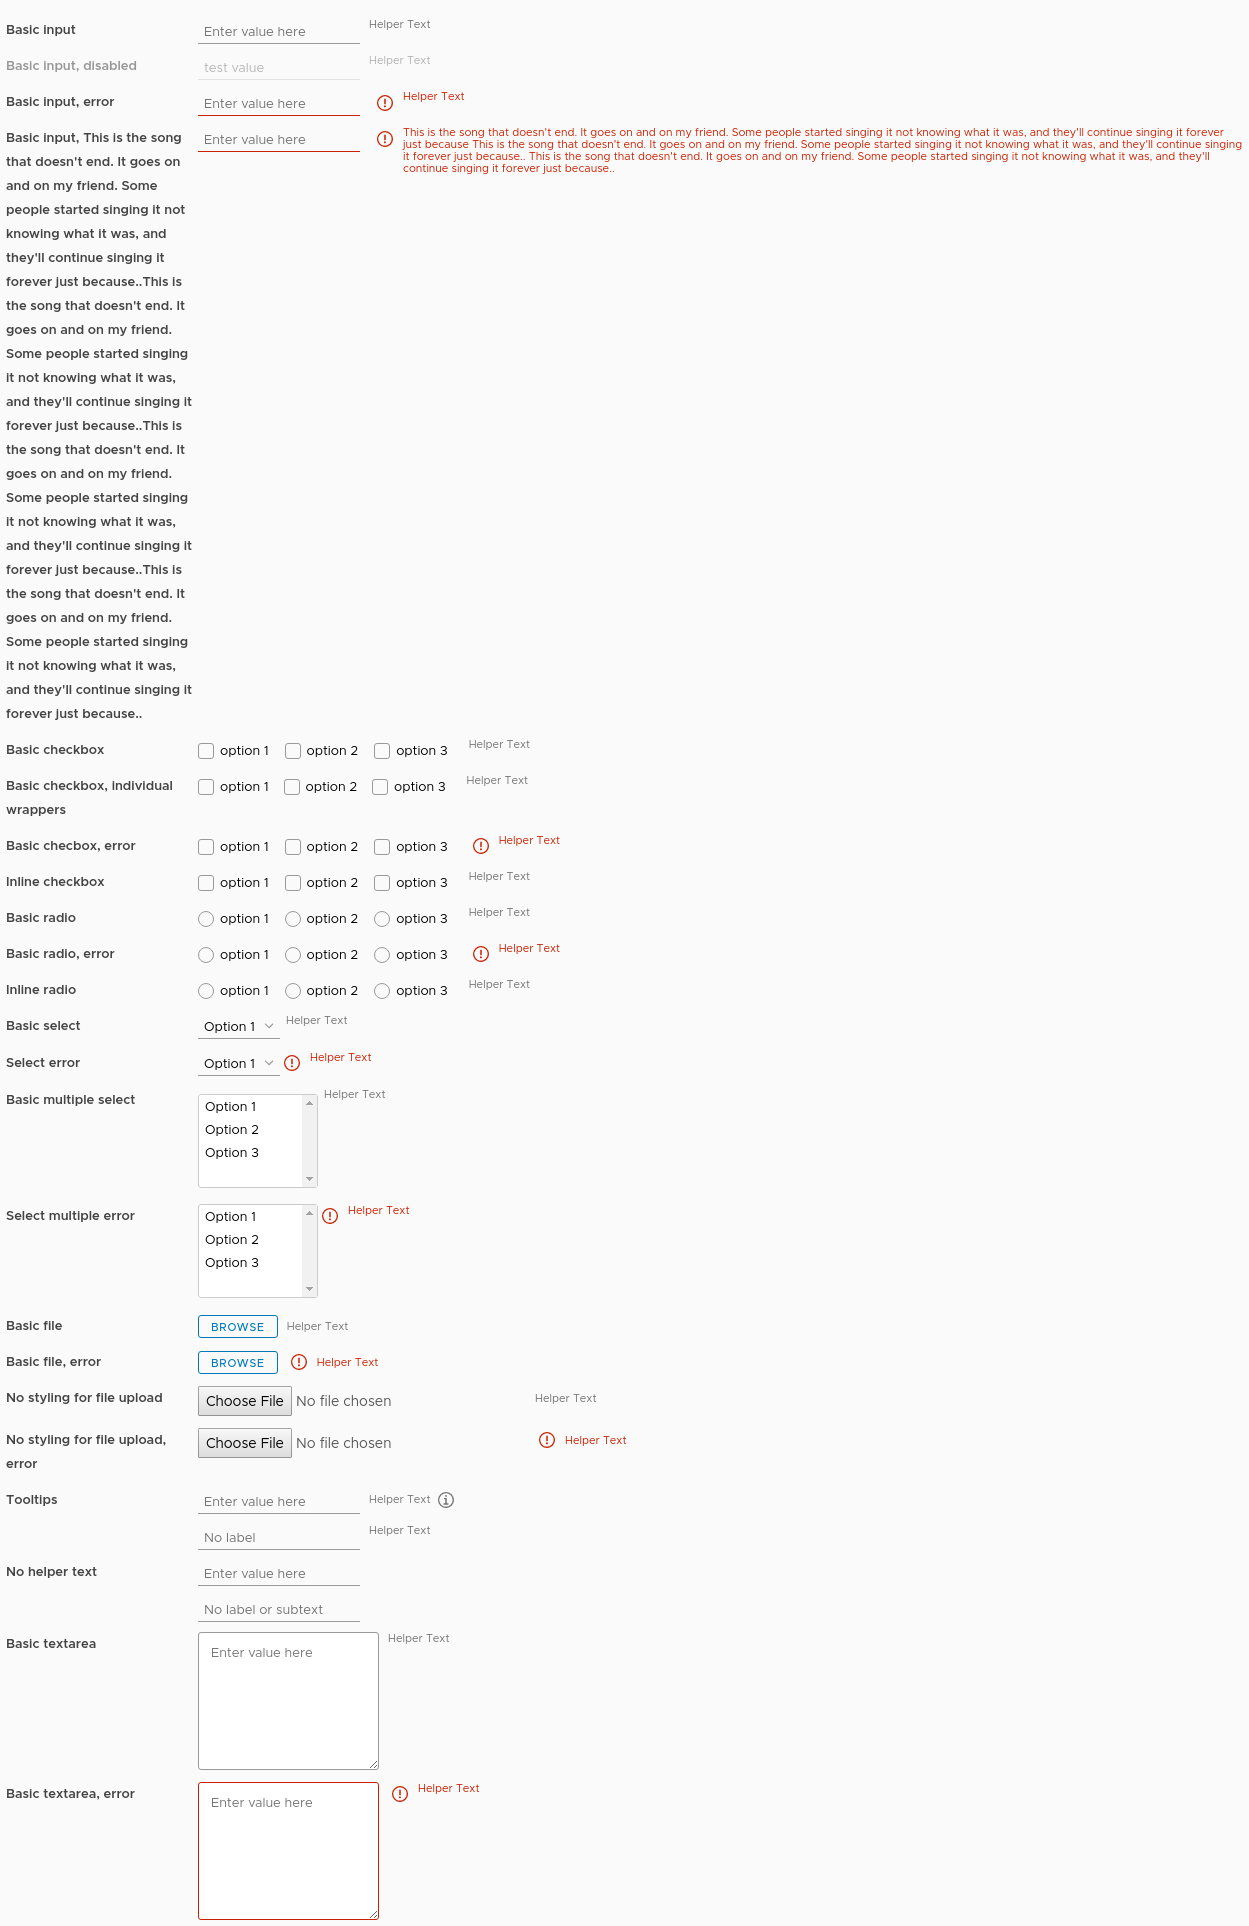 Basic input
Enter value here
Helper Text
Basic input, disabled
test value
Helper Text
Basic input, error
Enter value here
Helper Text
Basic input, This is the song
that doesn't end. It goes on
and on my friend. Some
people started singing it not
knowing what it was, and
they'll continue singing it
forever just because..This is
the song that doesn't end. It
goes on and on my friend.
Some people started singing
it not knowing what it was,
and they'll continue singing it
forever just because..This is
the song that doesn't end. It
goes on and on my friend.
Some people started singing
it not knowing what it was,
and they'll continue singing it
forever just because..This is
the song that doesn't end. It
goes on and on my friend.
Some people started singing
it not knowing what it was,
and they'll continue singing it
forever just because..
Enter value here
This is the song that doesn't end. It goes on and on my friend. Some people started singing it not knowing what it was, and they'll continue singing it forever
just because This is the song that doesn't end. It goes on and on my friend. Some people started singing it not knowing what it was, and they'll continue singing
it forever just because.. This is the song that doesn't end. It goes on and on my friend. Some people started singing it not knowing what it was, and they'll
continue singing it forever just because..
Basic checkbox
option 1 option 2 option 3
Helper Text
Basic checkbox, individual
wrappers
option 1 option 2 option 3
Helper Text
Basic checbox, error
option 1 option 2 option 3
Helper Text
Inline checkbox
option 1 option 2 option 3
Helper Text
Basic radio
option 1 option 2 option 3
Helper Text
Basic radio, error
option 1 option 2 option 3
Helper Text
Inline radio
option 1 option 2 option 3
Helper Text
Basic select
Option 1
Helper Text
Select error
Option 1
Helper Text
Basic multiple select
Option 1
Option 2
Option 3
Helper Text
Select multiple error
Option 1
Option 2
Option 3
Helper Text
Basic file
BROWSE
Helper Text
Basic file, error
BROWSE
Helper Text
No styling for file upload
Choose File No file chosen
Helper Text
No styling for file upload,
error
Choose File No file chosen
Helper Text
Tooltips
Enter value here
Helper Text
No label
Helper Text
No helper text
Enter value here
No label or subtext
Basic textarea
Enter value here
Helper Text
Basic textarea, error
Enter value here
Helper Text